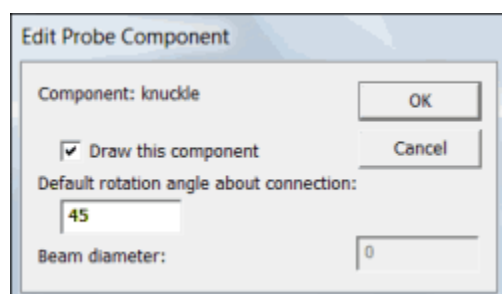 Edit Probe Component
Component: knuckle
OK
Draw this component
Cancel
Default rotation angle about connection:
45
Beam diameter:
0